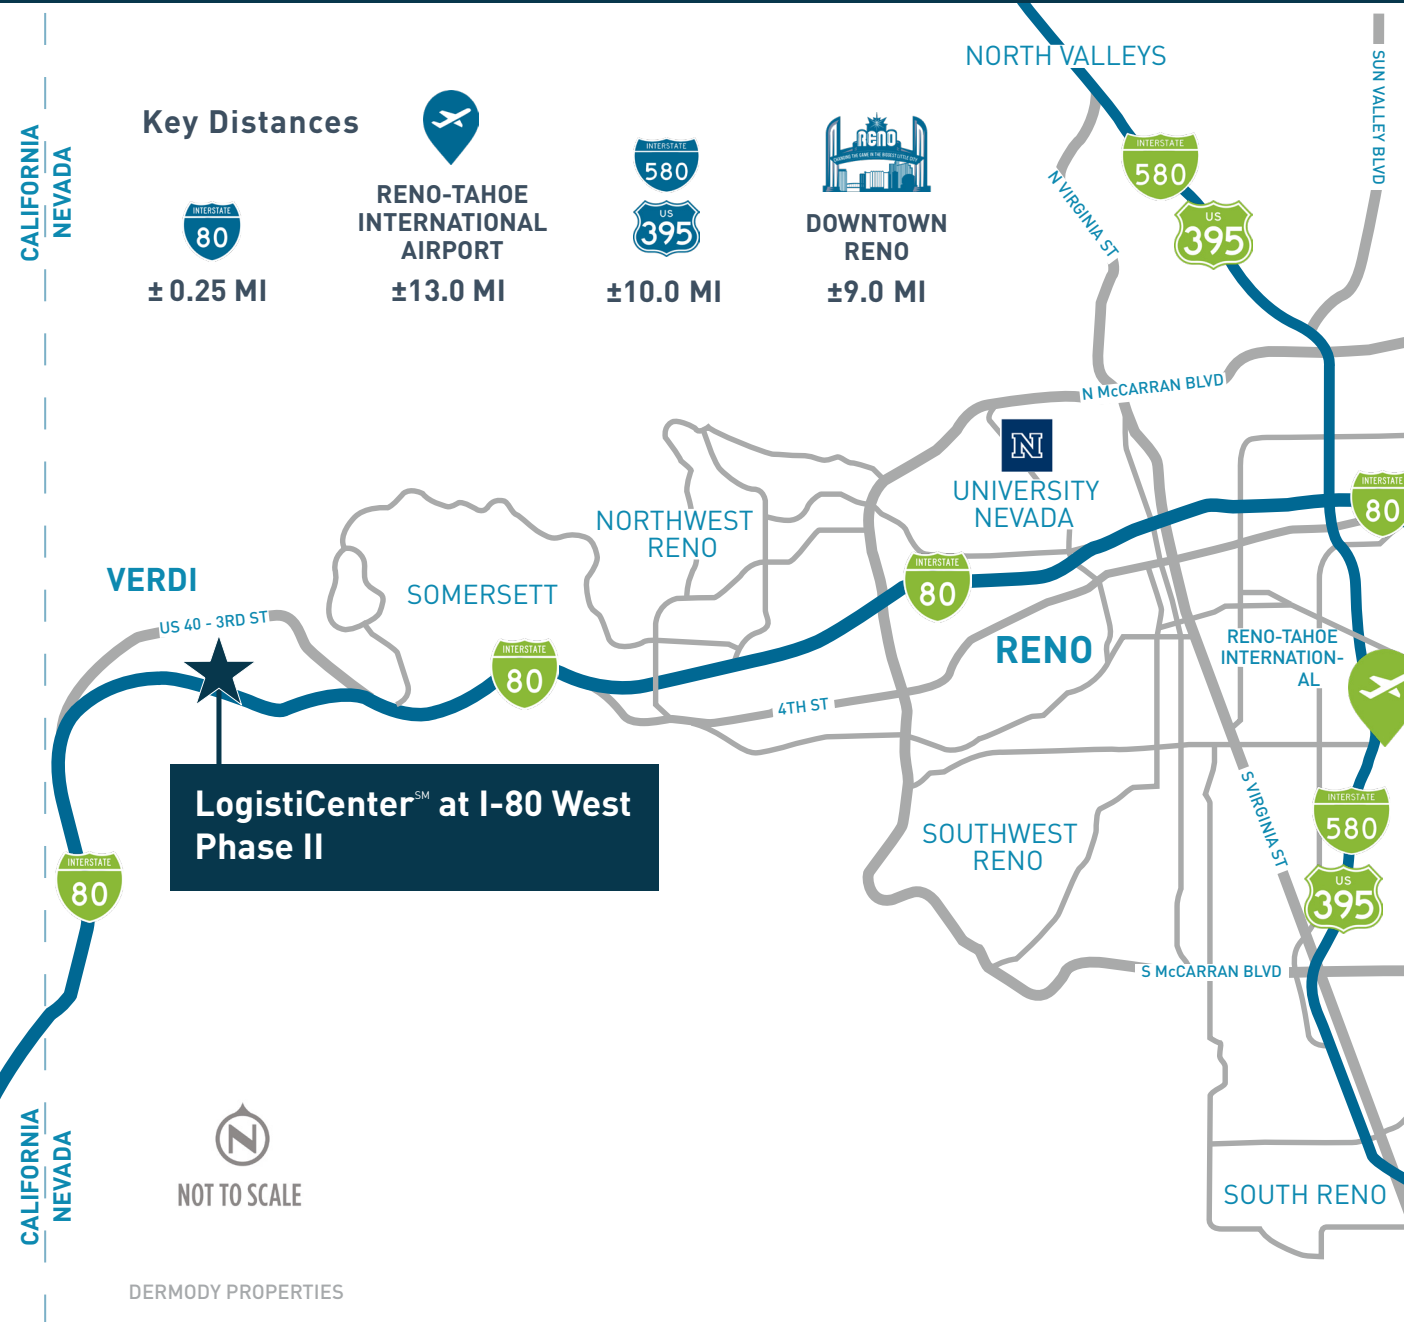 NORTH VALLEYS
SUN VALLEY BLVD
CALIFORNIA
NEVADA
Key Distances
INTERSTATE
80
± 0.25 MI
RENO-TAHOE
INTERNATIONAL
AIRPORT
±13.0 MI
INTERSTATE
580
US
395
±10.0 MI
RENO
DOWNTOWN
RENO
±9.0 MI
INTERSTATE
580
US
395
N VIRGINIA ST
N McCARRAN BLVD
N
UNIVERSITY
NEVADA
INTERSTATE
80
NORTHWEST
RENO
INTERSTATE
80
VERDI
SOMERSETT
US 40 - 3RD ST
INTERSTATE
80
RENO
RENO-TAHOE
INTERNATION-
AL
4TH ST
LogistiCenter℠ at I-80 West
Phase II
S VIRGINIA ST
INTERSTATE
580
SOUTHWEST
RENO
INTERSTATE
80
US
395
S McCARRAN BLVD
CALIFORNIA
NEVADA
N
NOT TO SCALE
SOUTH RENO
DERMODY PROPERTIES